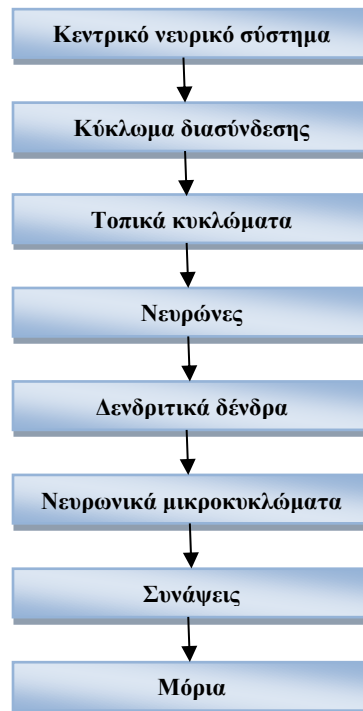 Κεντρικό νευρικό σύστημα
Κύκλωμα διασύνδεσης
Τοπικά κυκλώματα
Νευρώνες
Δενδριτικά δένδρα
Νευρωνικά μικροκυκλώματα
Συνάψεις
Μόρια